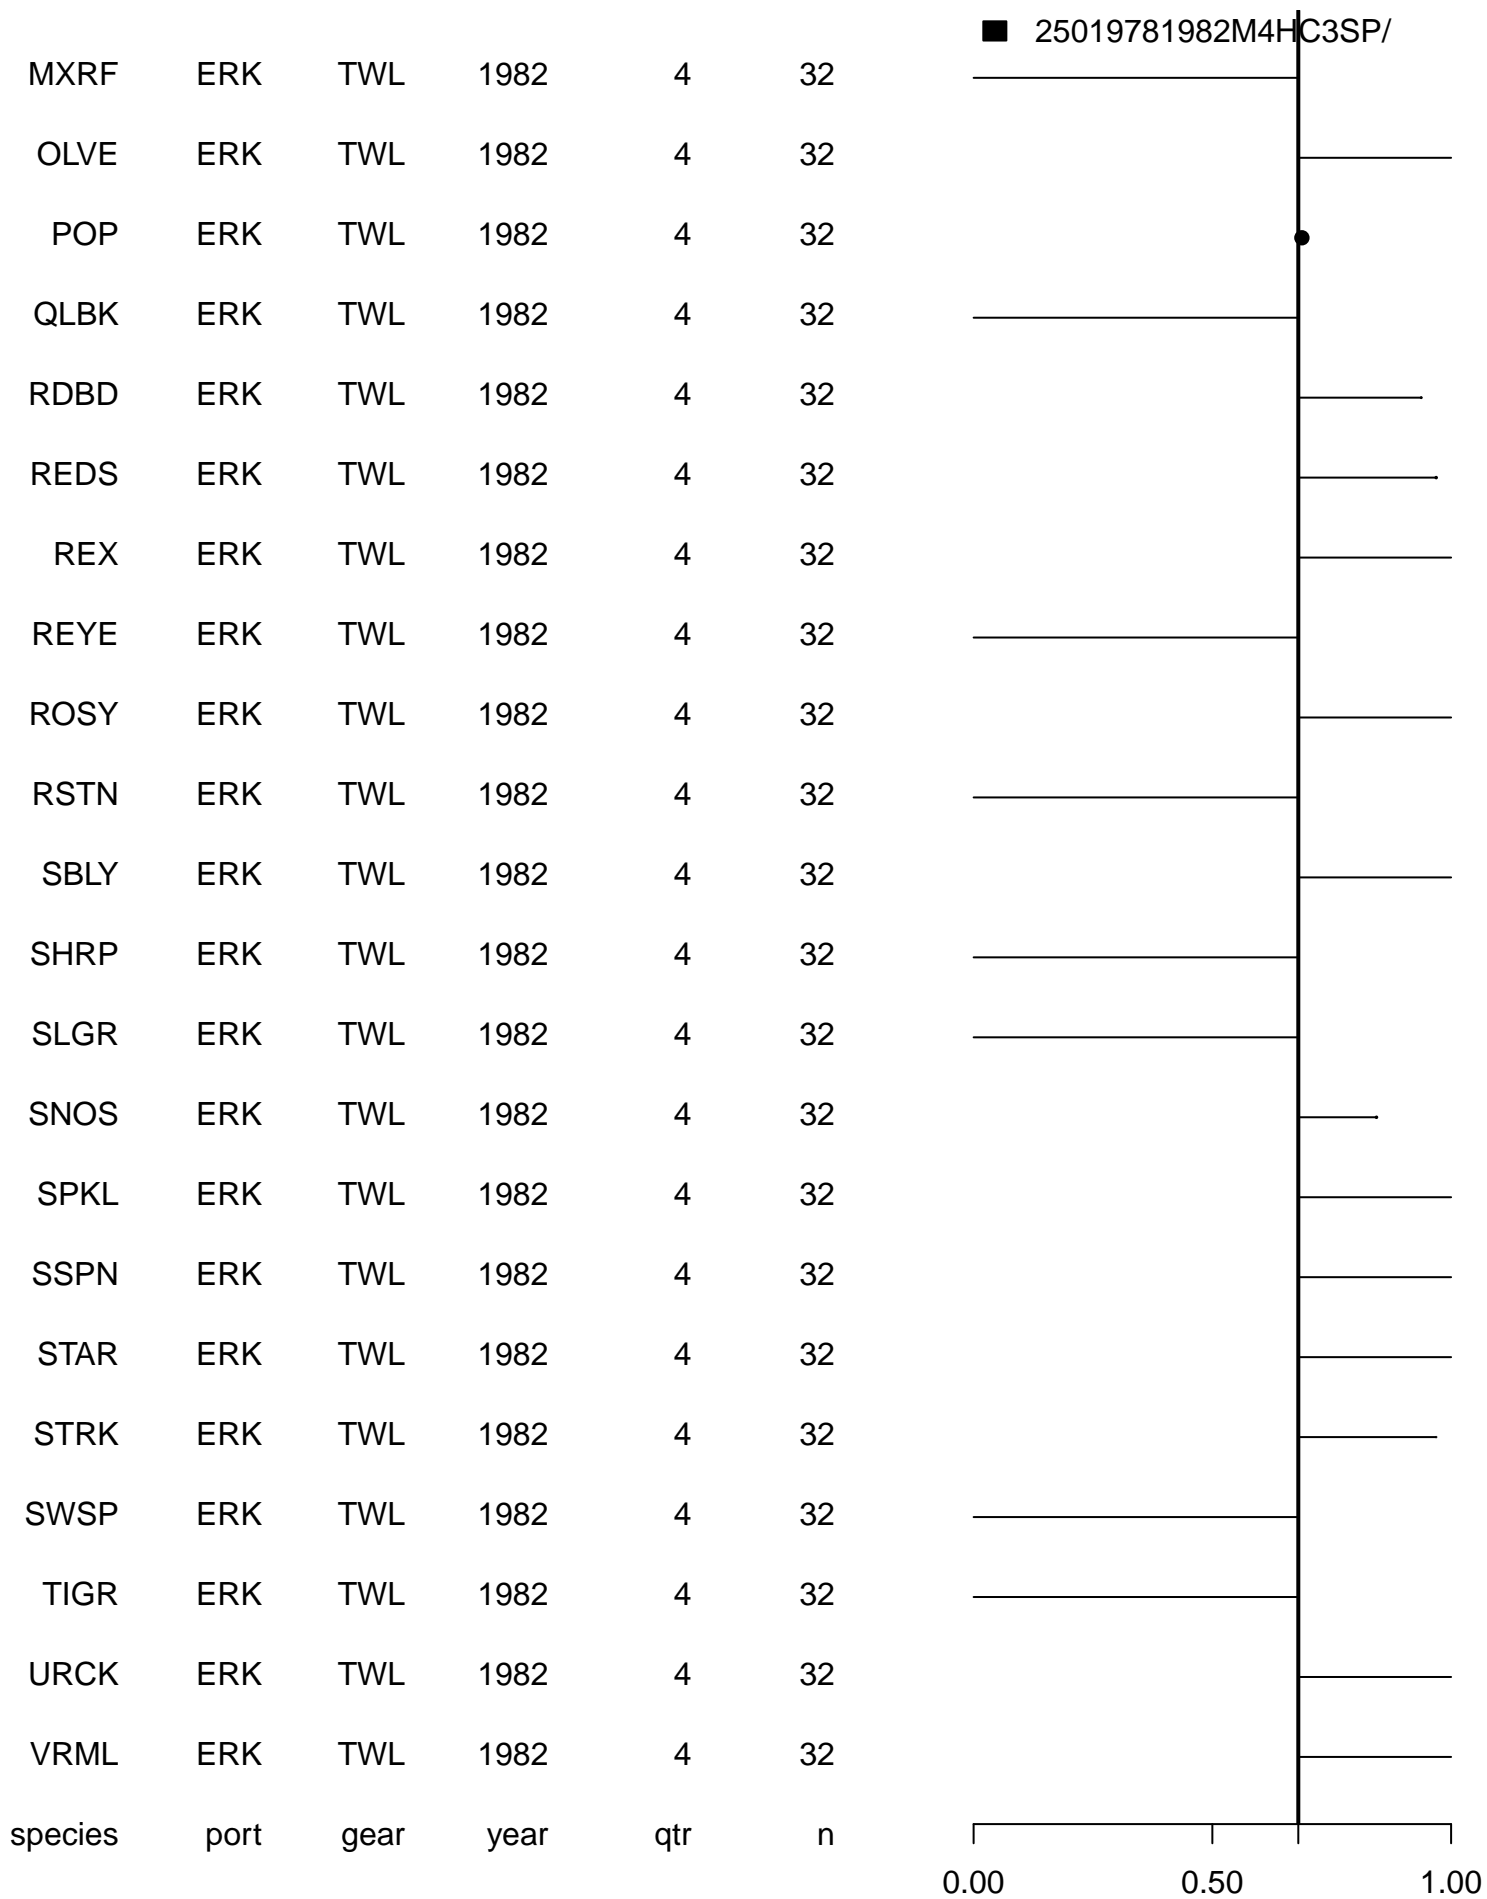 25019781982M4HC3SP/
MXRF ERK TWL 1982 4 32
OLVE ERK TWL 1982 4 32
POP ERK TWL 1982 4 32
QLBK ERK TWL 1982 4 32
RDBD ERK TWL 1982 4 32
REDS ERK TWL 1982 4 32
REX ERK TWL 1982 4 32
REYE ERK TWL 1982 4 32
ROSY ERK TWL 1982 4 32
RSTN ERK TWL 1982 4 32
SBLY ERK TWL 1982 4 32
SHRP ERK TWL 1982 4 32
SLGR ERK TWL 1982 4 32
SNOS ERK TWL 1982 4 32
SPKL ERK TWL 1982 4 32
SSPN ERK TWL 1982 4 32
STAR ERK TWL 1982 4 32
STRK ERK TWL 1982 4 32
SWSP ERK TWL 1982 4 32
TIGR ERK TWL 1982 4 32
URCK ERK TWL 1982 4 32
VRML ERK TWL 1982 4 32
species port gear year qtr n
0.00 0.50 1.00